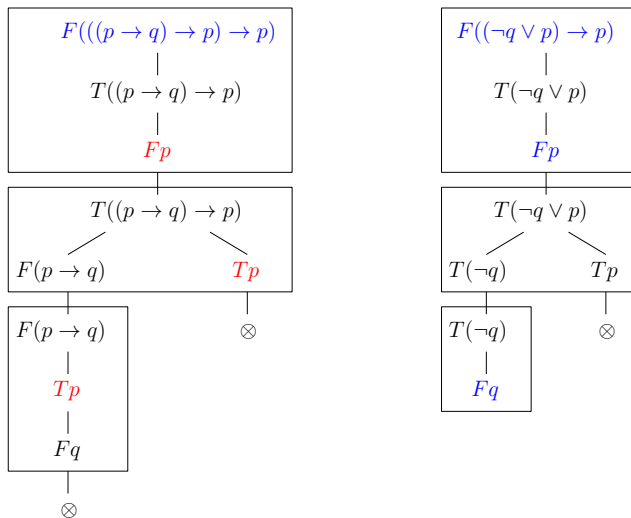 F(((p → q) → p) → p)
T((p → q) → p)
Fp
T((p → q) → p)
F(p → q) Tp
F(p → q) ⊗
Tp
Fq
⊗
F((¬q ∨ p) → p)
T(¬q ∨ p)
Fp
T(¬q ∨ p)
T(¬q) Tp
T(¬q) ⊗
Fq